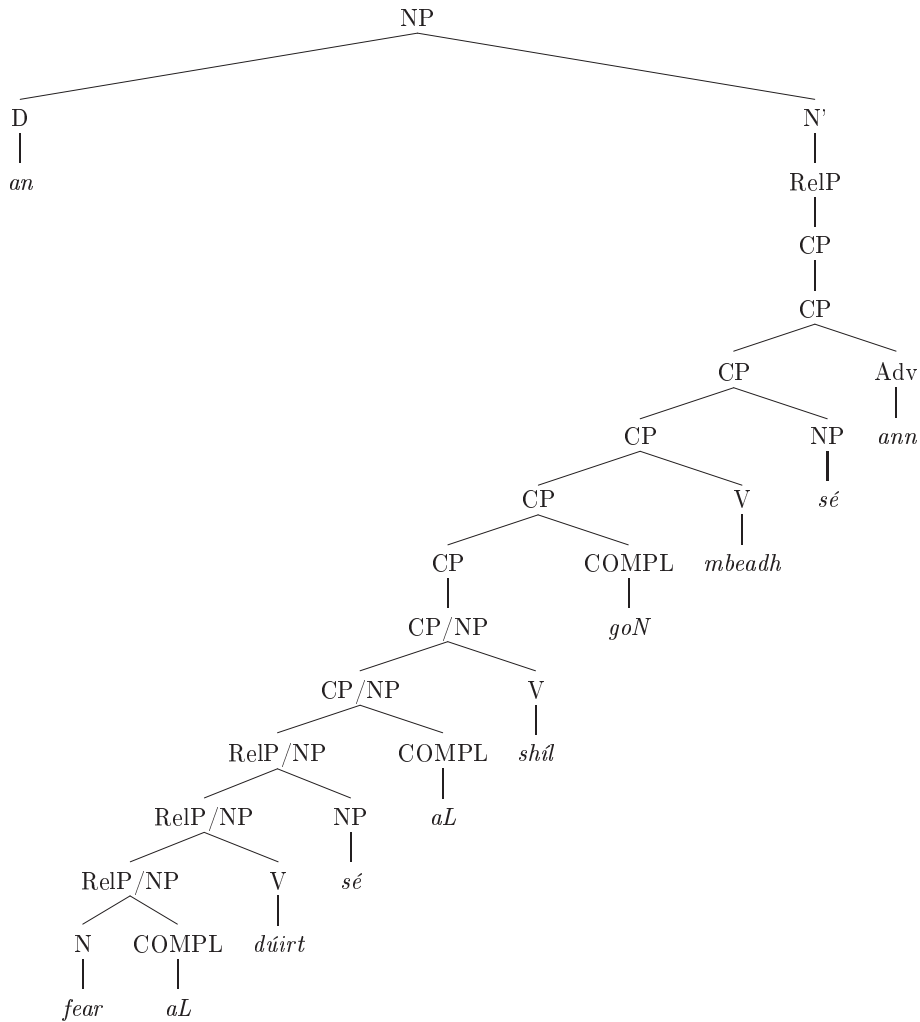 NP
D N'
an RelP
CP
CP
CP Adv
CP NP ann
CP V sé
CP COMPL mbeadh
CP/NP goN
CP/NP V
RelP/NP COMPL shíl
RelP/NP NP aL
RelP/NP V sé
N COMPL dúirt
fear aL